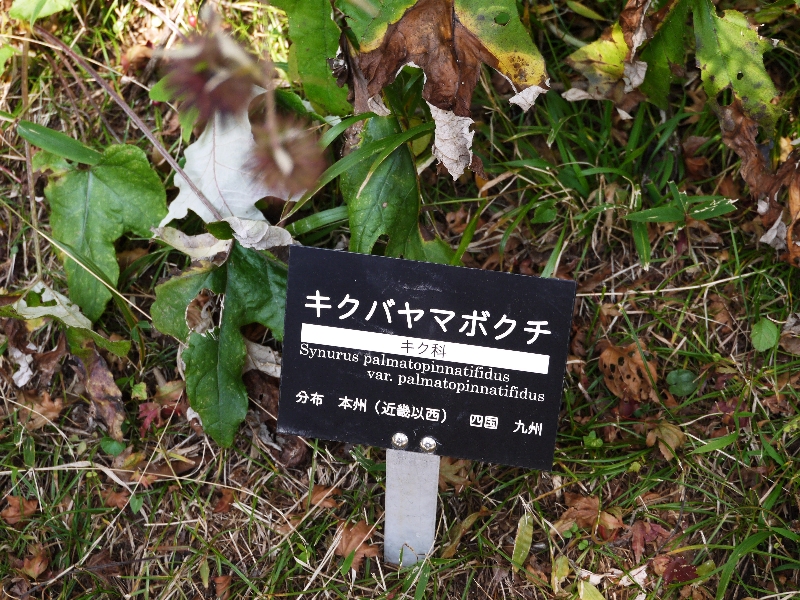 キクバヤマボクチ
キク科
Synurus palmatopinnatifidus
var. palmatopinnatifidus
分布 本州（近畿以西） 四国 九州